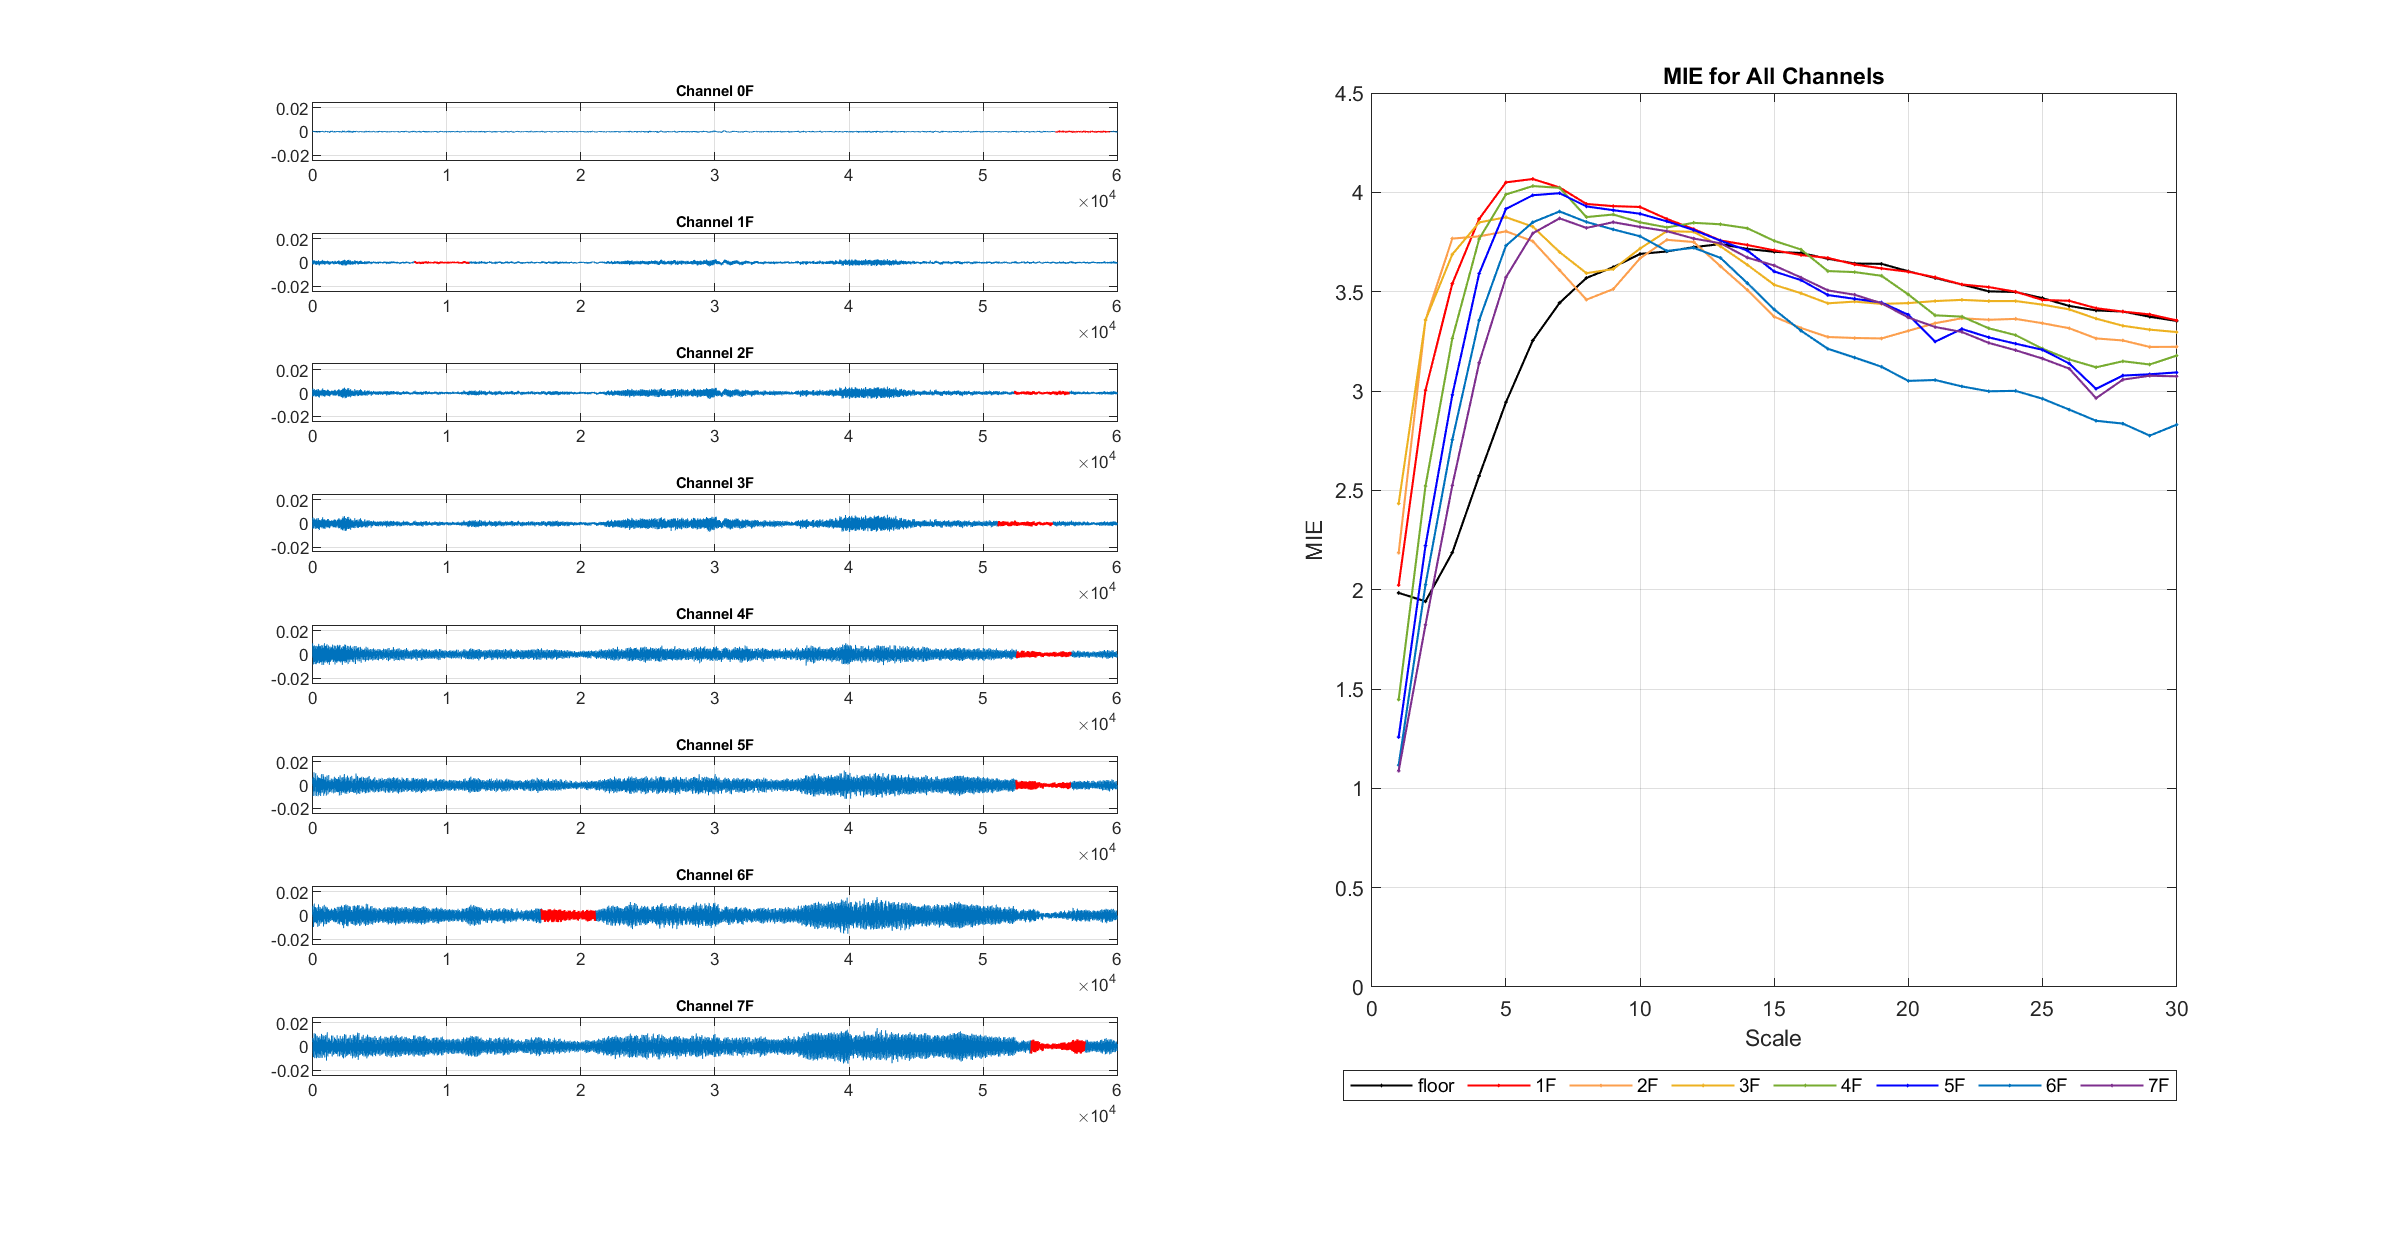 Channel 0F
0.02
0
-0.02
0 1 2 3 4 5 6
×10^4
Channel 1F
0.02
0
-0.02
0 1 2 3 4 5 6
×10^4
Channel 2F
0.02
0
-0.02
0 1 2 3 4 5 6
×10^4
Channel 3F
0.02
0
-0.02
0 1 2 3 4 5 6
×10^4
Channel 4F
0.02
0
-0.02
0 1 2 3 4 5 6
×10^4
Channel 5F
0.02
0
-0.02
0 1 2 3 4 5 6
×10^4
Channel 6F
0.02
0
-0.02
0 1 2 3 4 5 6
×10^4
Channel 7F
0.02
0
-0.02
0 1 2 3 4 5 6
×10^4
MIE for All Channels
4.5
4
3.5
3
2.5
2
1.5
1
0.5
0
MIE
0 5 10 15 20 25 30
Scale
floor 1F 2F 3F 4F 5F 6F 7F